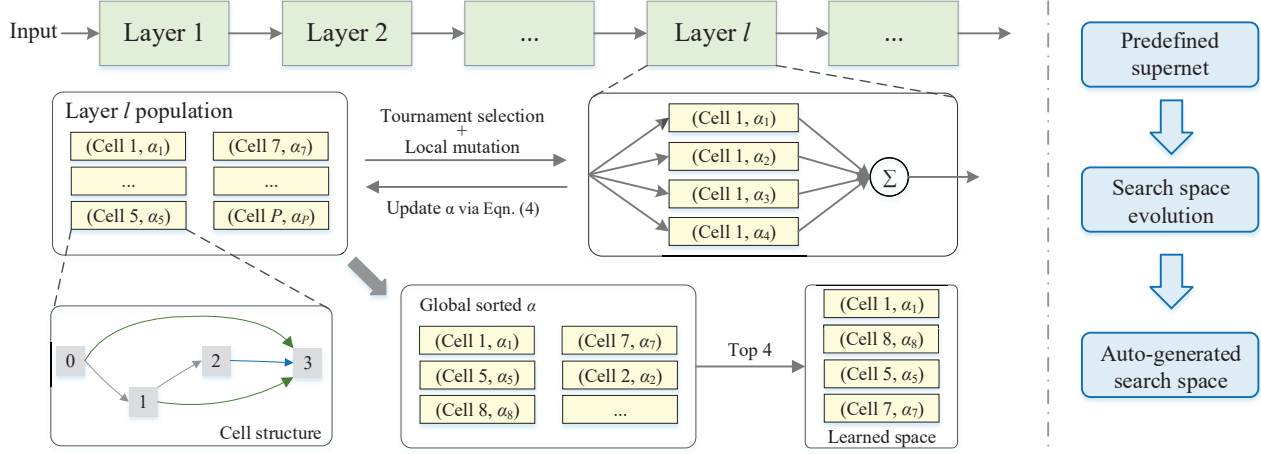 Input
Layer 1
Layer 2
...
Layer l
...
Layer l population
(Cell 1, α1)
(Cell 7, α7)
...
...
(Cell 5, α5)
(Cell P, αP)
Tournament selection
+
Local mutation
Update α via Eqn. (4)
(Cell 1, α1)
(Cell 1, α2)
(Cell 1, α3)
(Cell 1, α4)
Σ
0
1
2
3
Cell structure
Global sorted α
(Cell 1, α1)
(Cell 7, α7)
(Cell 5, α5)
(Cell 2, α2)
(Cell 8, α8)
...
Top 4
(Cell 1, α1)
(Cell 8, α8)
(Cell 5, α5)
(Cell 7, α7)
Learned space
Predefined
supernet
Search space
evolution
Auto-generated
search space